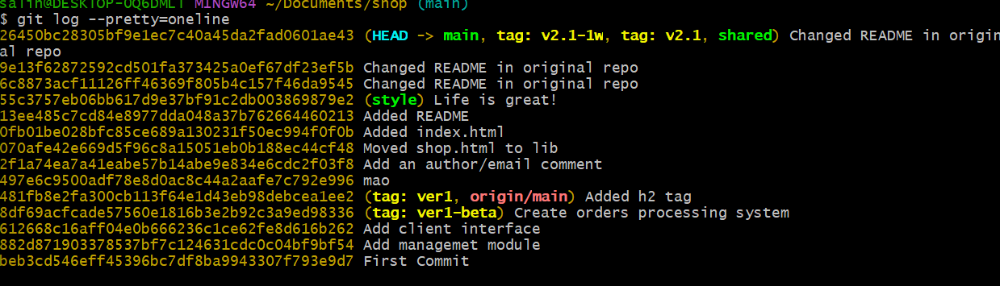 salin@DESKTOP-OQ6DMLT MINGW64 ~/Documents/shop (main)
$ git log --pretty=oneline
26450bc28305bf9e1ec7c40a45da2fad0601ae43 (HEAD -> main, tag: v2.1-1w, tag: v2.1, shared) Changed README in origin
al repo
9e13f62872592cd501fa373425a0ef67df23ef5b Changed README in original repo
6c8873acf11126ff46369f805b4c157f46da9545 Changed README in original repo
55c3757eb06bb617d9e37bf91c2db003869879e2 (style) Life is great!
13ee485c7cd84e8977dda048a37b762664460213 Added README
0fb01be028bfc85ce689a130231f50ec994f0f0b Added index.html
070afe42e669d5f96c8a15051eb0b188ec44cf48 Moved shop.html to lib
2f1a74ea7a41eabe57b14abe9e834e6cdc2f03f8 Add an author/email comment
497e6c9500adf78e8d0ac8c44a2aafe7c792e996 mao
481fb8e2fa300cb113f64e1d43eb98debcea1ee2 (tag: ver1, origin/main) Added h2 tag
8df69acfcade57560e1816b3e2b92c3a9ed98336 (tag: ver1-beta) Create orders processing system
612668c16aff04e0b666236c1ce62fe8d616b262 Add client interface
882d871903378537bf7c124631cdc0c04bf9bf54 Add managemet module
beb3cd546eff45396bc7df8ba9943307f793e9d7 First Commit